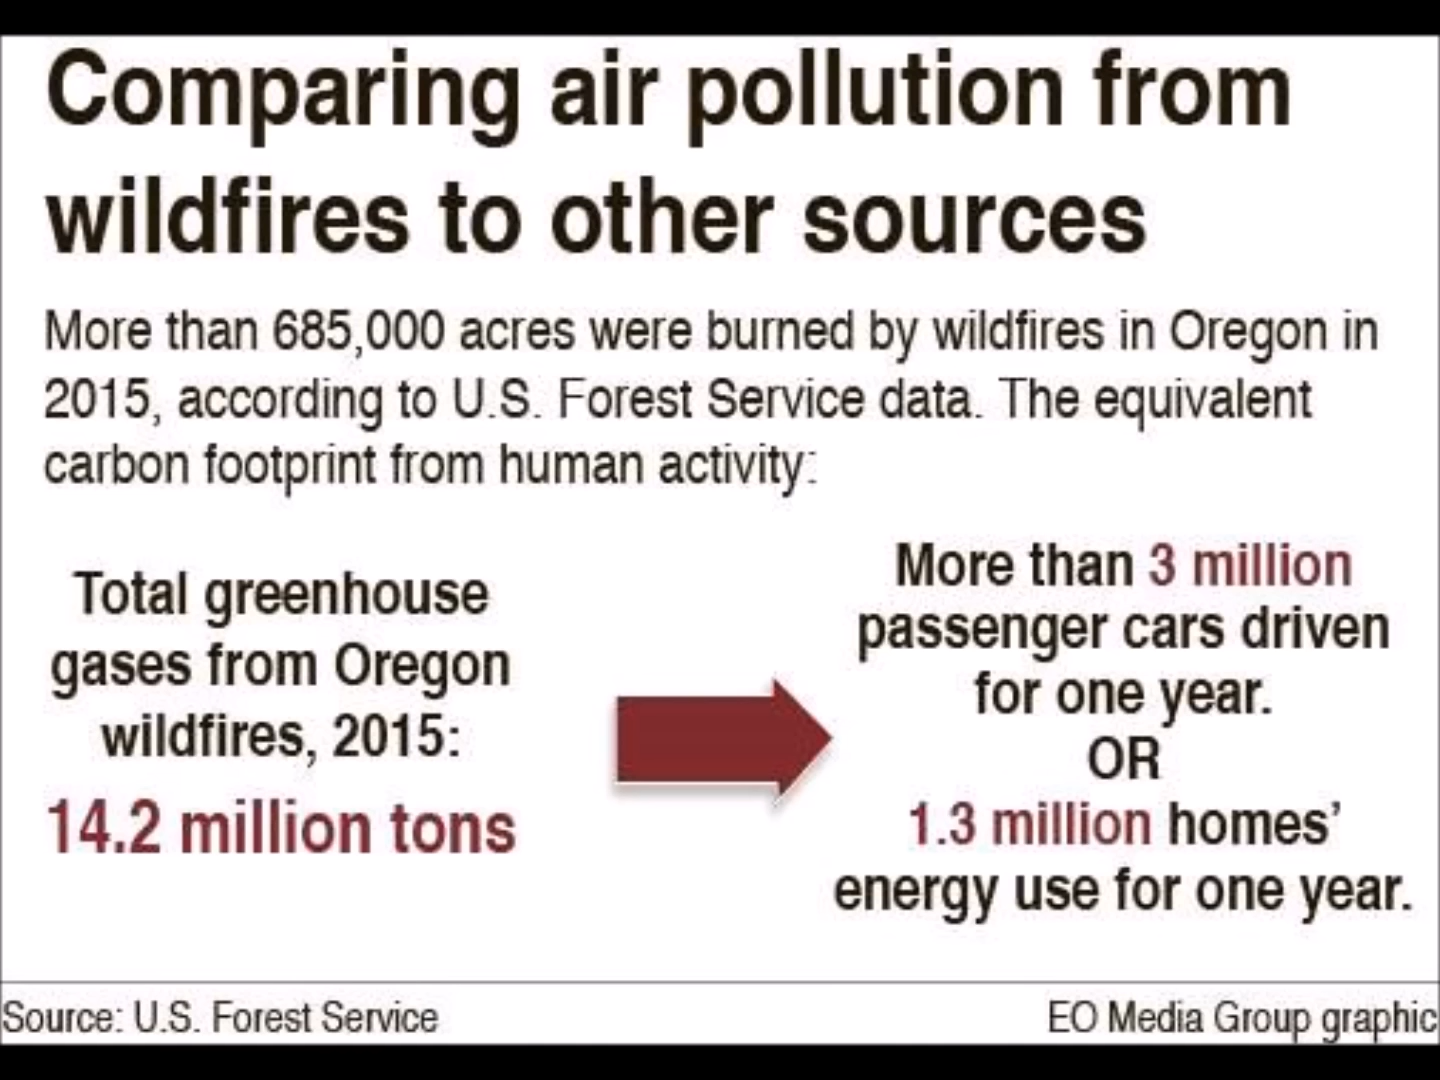 Comparing air pollution from
wildfires to other sources
More than 685,000 acres were burned by wildfires in Oregon in
2015, according to U.S. Forest Service data. The equivalent
carbon footprint from human activity:
Total greenhouse
gases from Oregon
wildfires, 2015:
14.2 million tons
More than 3 million
passenger cars driven
for one year.
OR
1.3 million homes’
energy use for one year.
Source: U.S. Forest Service
EO Media Group graphic